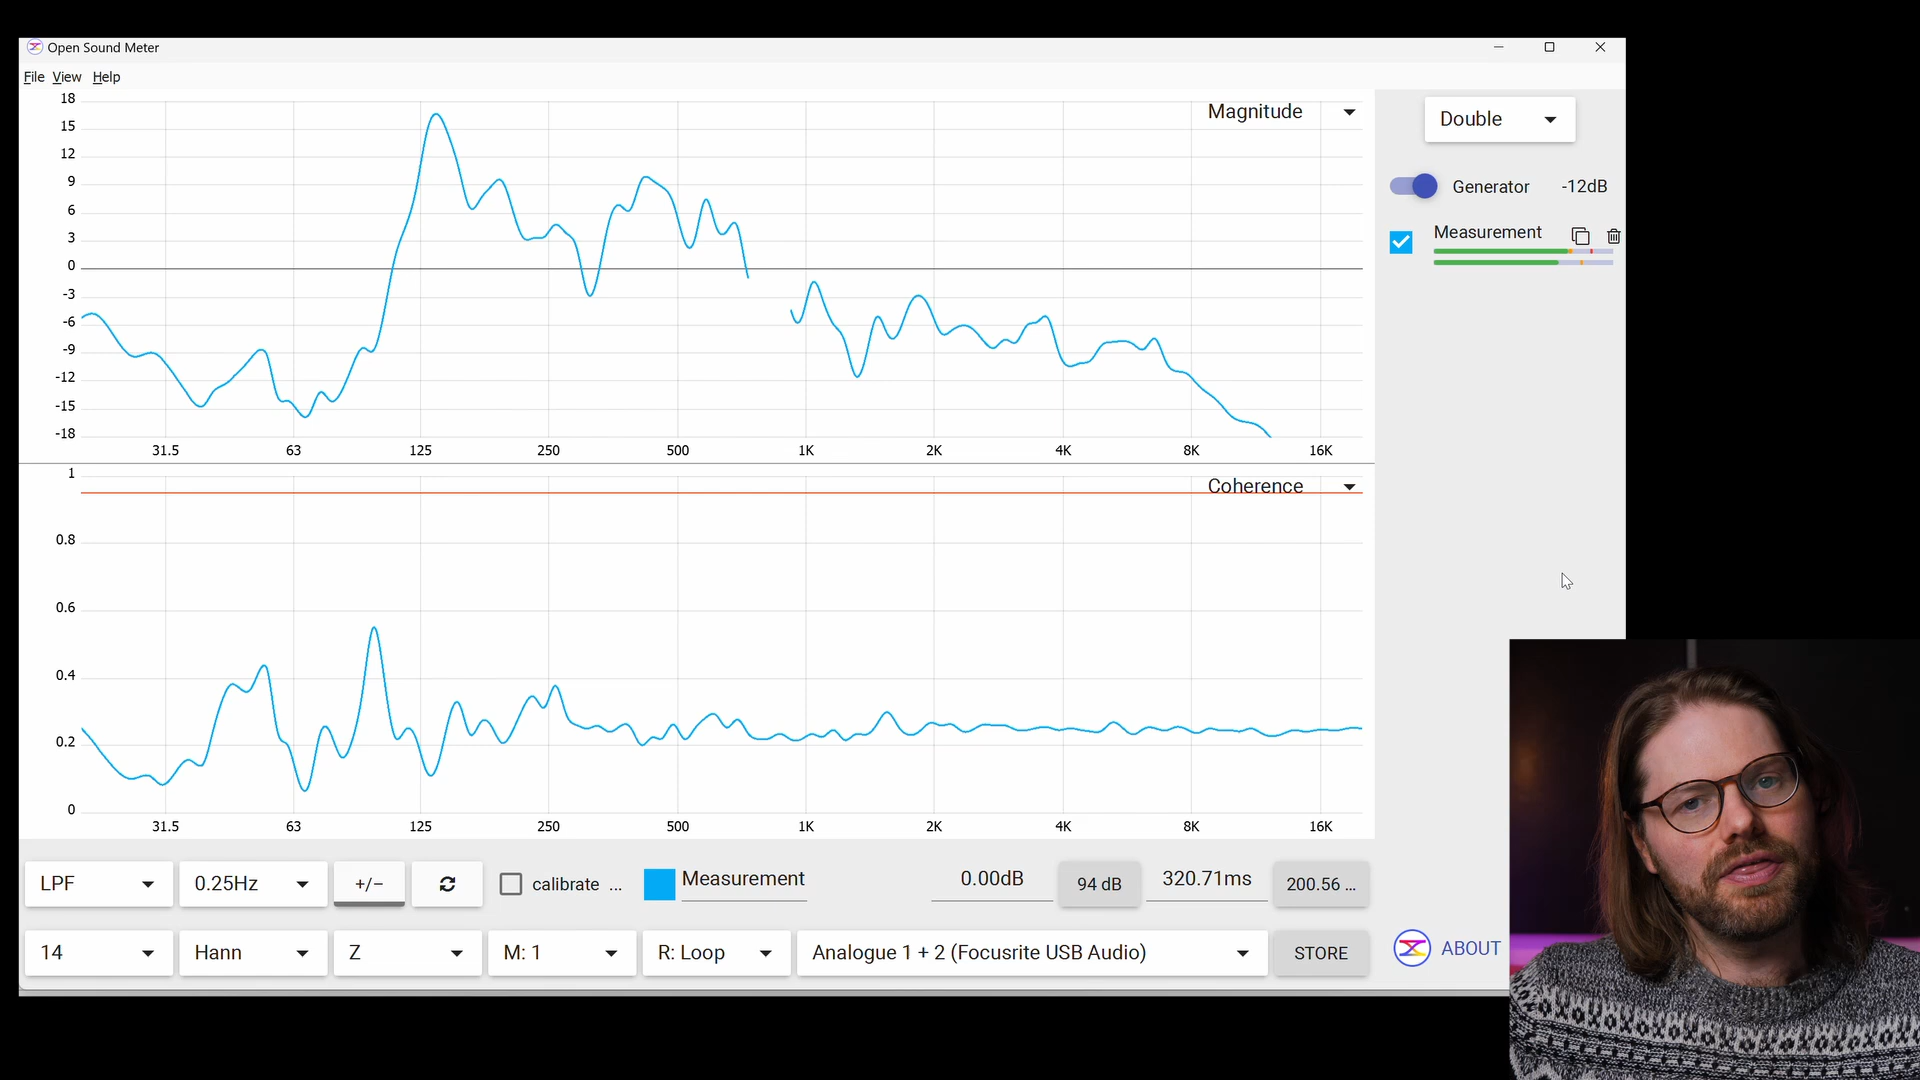 Open Sound Meter
File View Help
Magnitude
18
15
12
9
6
3
0
-3
-6
-9
-12
-15
-18
31.5 63 125 250 500 1K 2K 4K 8K 16K
Coherence
1
0.8
0.6
0.4
0.2
0
31.5 63 125 250 500 1K 2K 4K 8K 16K
Double
Generator -12dB
Measurement
LPF 0.25Hz +/− calibrate ... Measurement 0.00dB 94 dB 320.71ms 200.56 ...
14 Hann Z M: 1 R: Loop Analogue 1 + 2 (Focusrite USB Audio) STORE
ABOUT